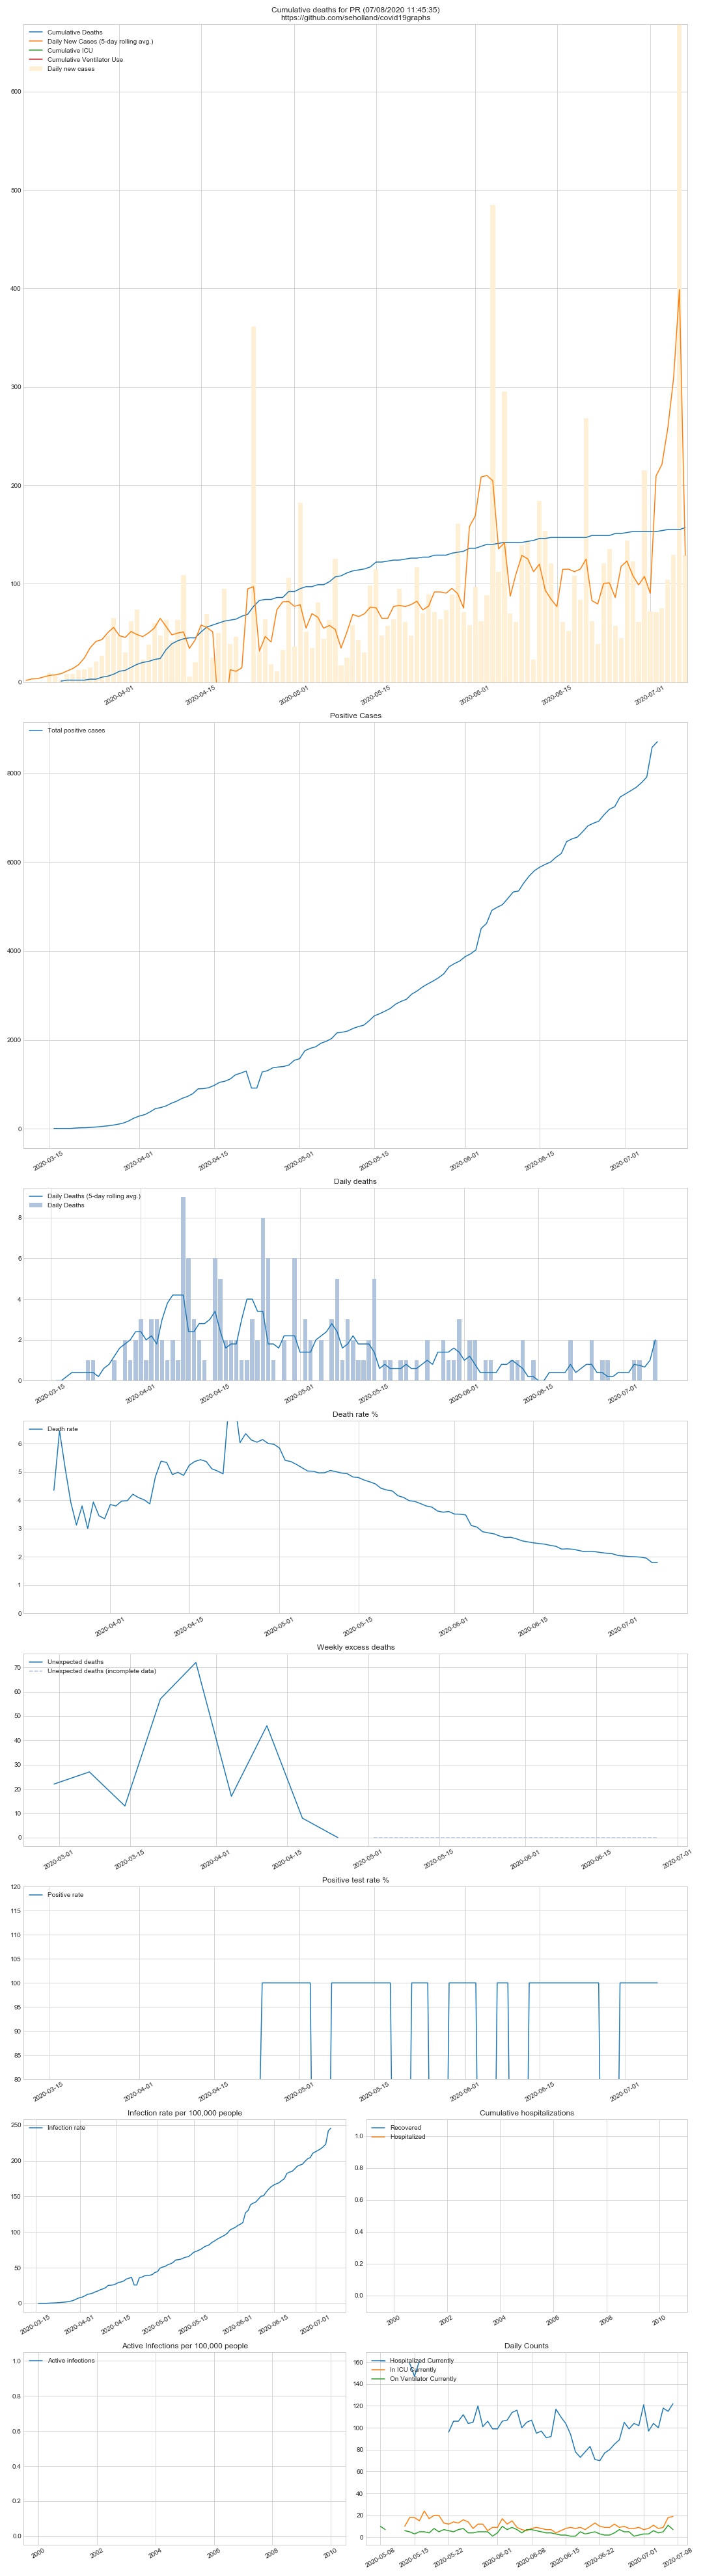 Cumulative deaths for PR (07/08/2020 11:45:35)
https://github.com/seholland/covid19graphs
Cumulative Deaths
Daily New Cases (5-day rolling avg.)
Cumulative ICU
Cumulative Ventilator Use
Daily new cases
600
500
400
300
200
100
0
2020-04-01 2020-04-15 2020-05-01 2020-05-15 2020-06-01 2020-06-15 2020-07-01
Positive Cases
Total positive cases
8000
6000
4000
2000
0
2020-03-15 2020-04-01 2020-04-15 2020-05-01 2020-05-15 2020-06-01 2020-06-15 2020-07-01
Daily deaths
Daily Deaths (5-day rolling avg.)
Daily Deaths
8
6
4
2
0
2020-03-15 2020-04-01 2020-04-15 2020-05-01 2020-05-15 2020-06-01 2020-06-15 2020-07-01
Death rate %
Death rate
6
5
4
3
2
1
0
2020-04-01 2020-04-15 2020-05-01 2020-05-15 2020-06-01 2020-06-15 2020-07-01
Weekly excess deaths
Unexpected deaths
Unexpected deaths (incomplete data)
70
60
50
40
30
20
10
0
2020-03-01 2020-03-15 2020-04-01 2020-04-15 2020-05-01 2020-05-15 2020-06-01 2020-06-15 2020-07-01
Positive test rate %
Positive rate
120
115
110
105
100
95
90
85
80
2020-03-15 2020-04-01 2020-04-15 2020-05-01 2020-05-15 2020-06-01 2020-06-15 2020-07-01
Infection rate per 100,000 people
Infection rate
250
200
150
100
50
0
2020-03-15 2020-04-01 2020-04-15 2020-05-01 2020-05-15 2020-06-01 2020-06-15 2020-07-01
Cumulative hospitalizations
Recovered
Hospitalized
1.0
0.8
0.6
0.4
0.2
0.0
2000 2002 2004 2006 2008 2010
Active Infections per 100,000 people
Active infections
1.0
0.8
0.6
0.4
0.2
0.0
2000 2002 2004 2006 2008 2010
Daily Counts
Hospitalized Currently
In ICU Currently
On Ventilator Currently
160
140
120
100
80
60
40
20
0
2020-05-08 2020-05-15 2020-05-22 2020-06-01 2020-06-08 2020-06-15 2020-06-22 2020-07-01 2020-07-08